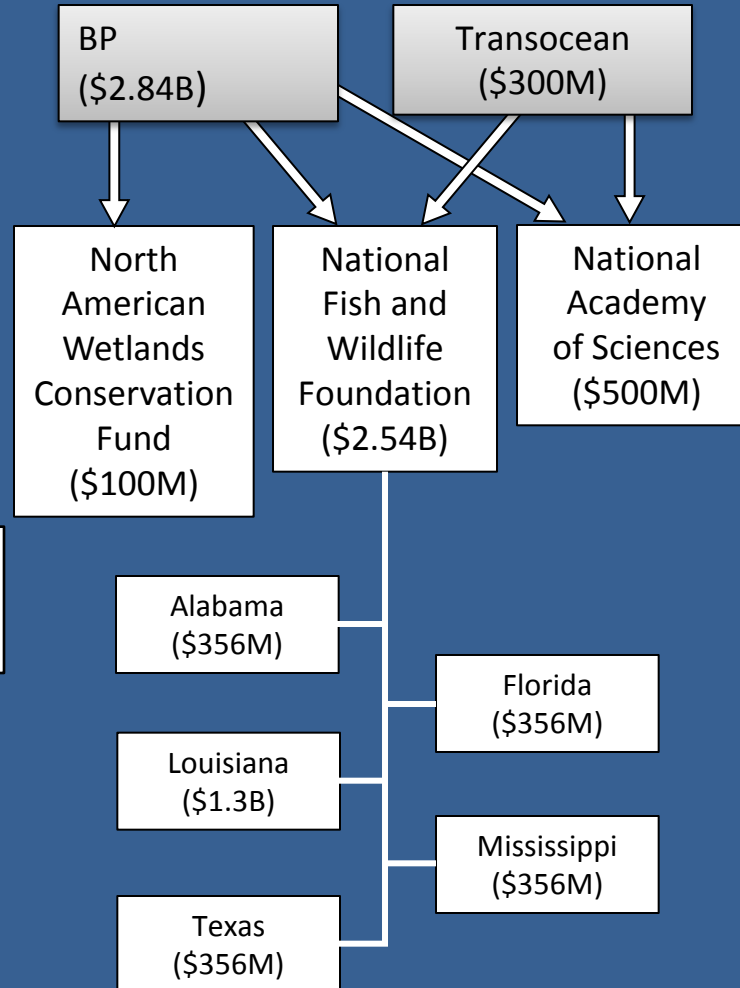 BP
($2.84B)
Transocean
($300M)
North
American
Wetlands
Conservation
Fund
($100M)
National
Fish and
Wildlife
Foundation
($2.54B)
National
Academy
of Sciences
($500M)
Alabama
($356M)
Florida
($356M)
Louisiana
($1.3B)
Mississippi
($356M)
Texas
($356M)